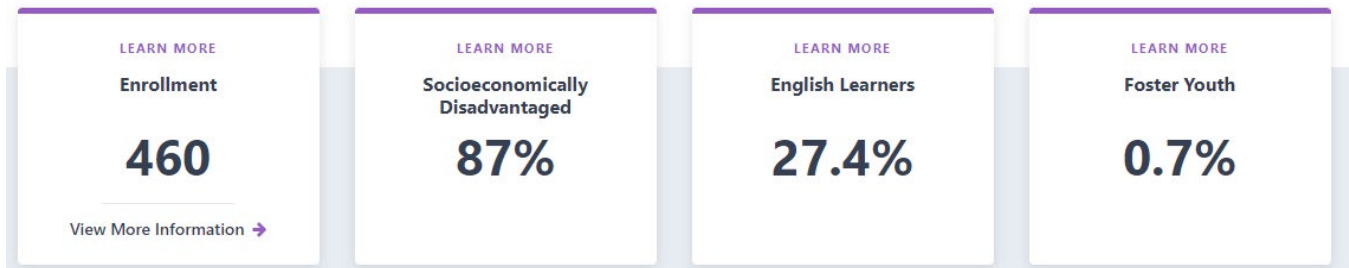 LEARN MORE
Enrollment
460
View More Information
LEARN MORE
Socioeconomically
Disadvantaged
87%
LEARN MORE
English Learners
27.4%
LEARN MORE
Foster Youth
0.7%